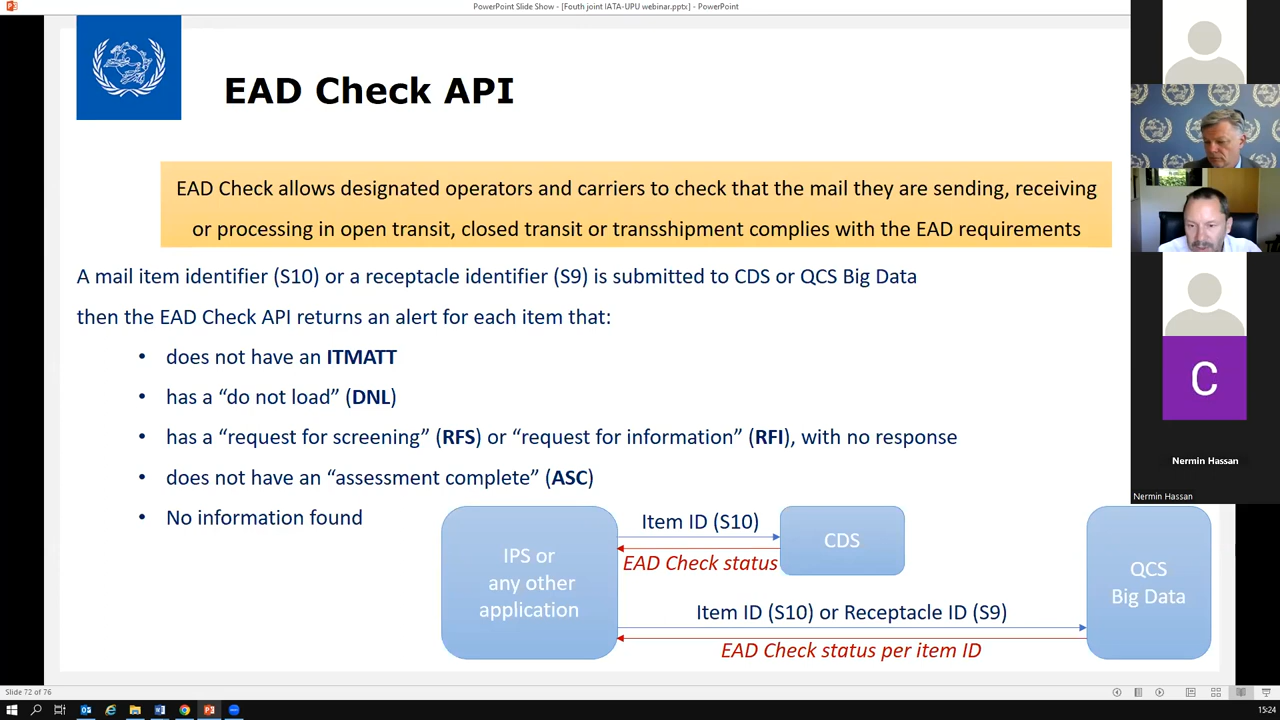 PowerPoint Slide Show - [Fouth joint IATA-UPU webinar.pptx] - PowerPoint
EAD Check API
EAD Check allows designated operators and carriers to check that the mail they are sending, receiving
or processing in open transit, closed transit or transshipment complies with the EAD requirements
A mail item identifier (S10) or a receptacle identifier (S9) is submitted to CDS or QCS Big Data
then the EAD Check API returns an alert for each item that:
• does not have an ITMATT
• has a “do not load” (DNL)
• has a “request for screening” (RFS) or “request for information” (RFI), with no response
• does not have an “assessment complete” (ASC)
• No information found
IPS or
any other
application
Item ID (S10)
EAD Check status
CDS
Item ID (S10) or Receptacle ID (S9)
EAD Check status per item ID
QCS
Big Data
C
Nermin Hassan
Nermin Hassan
Slide 72 of 76
15:24